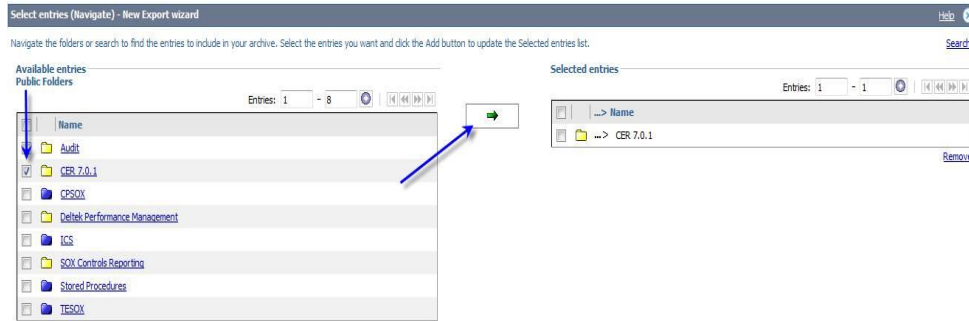 Select entries (Navigate) - New Export wizard
Help
Navigate the folders or search to find the entries to include in your archive. Select the entries you want and click the Add button to update the Selected entries list.
Search
Available entries
Public Folders
Entries: 1 - 8
Name
Audit
CER 7.0.1
CPSOX
Deltek Performance Management
ICS
SOX Controls Reporting
Stored Procedures
TESOX
Selected entries
Entries: 1 - 1
...> Name
...> CER 7.0.1
Remove